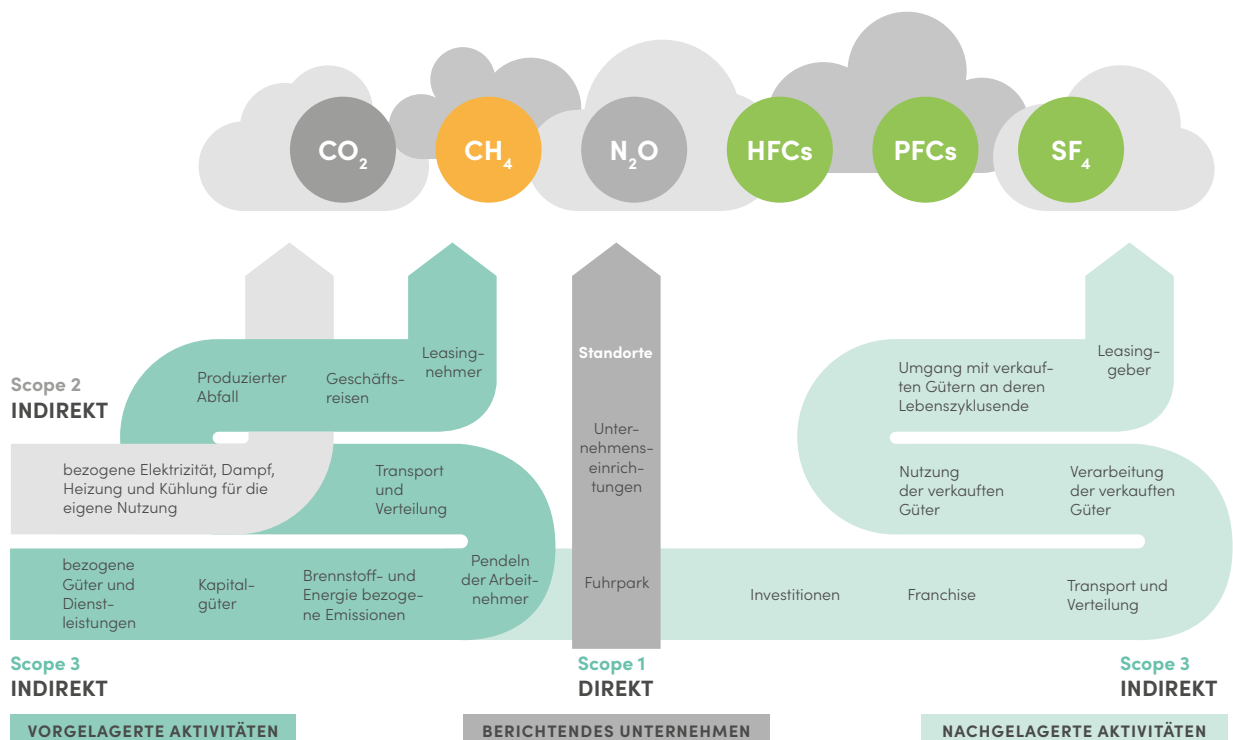 CO₂
CH₄
N₂O
HFCs
PFCs
SF₄
Scope 2
INDIREKT
Produzierter
Abfall
Geschäfts-
reisen
Leasing-
nehmer
bezogene Elektrizität, Dampf,
Heizung und Kühlung für die
eigene Nutzung
Transport
und
Verteilung
bezogene
Güter und
Dienst-
leistungen
Kapital-
güter
Brennstoff- und
Energie bezoge-
ne Emissionen
Pendeln
der Arbeit-
nehmer
Standorte
Unter-
nehmens-
einrich-
tungen
Fuhrpark
Umgang mit verkauf-
ten Gütern an deren
Lebenszyklusende
Leasing-
geber
Nutzung
der verkauften
Güter
Verarbeitung
der verkauften
Güter
Investitionen
Franchise
Transport und
Verteilung
Scope 3
INDIREKT
Scope 1
DIREKT
Scope 3
INDIREKT
VORGELAGERTE AKTIVITÄTEN
BERICHTENDES UNTERNEHMEN
NACHGELAGERTE AKTIVITÄTEN